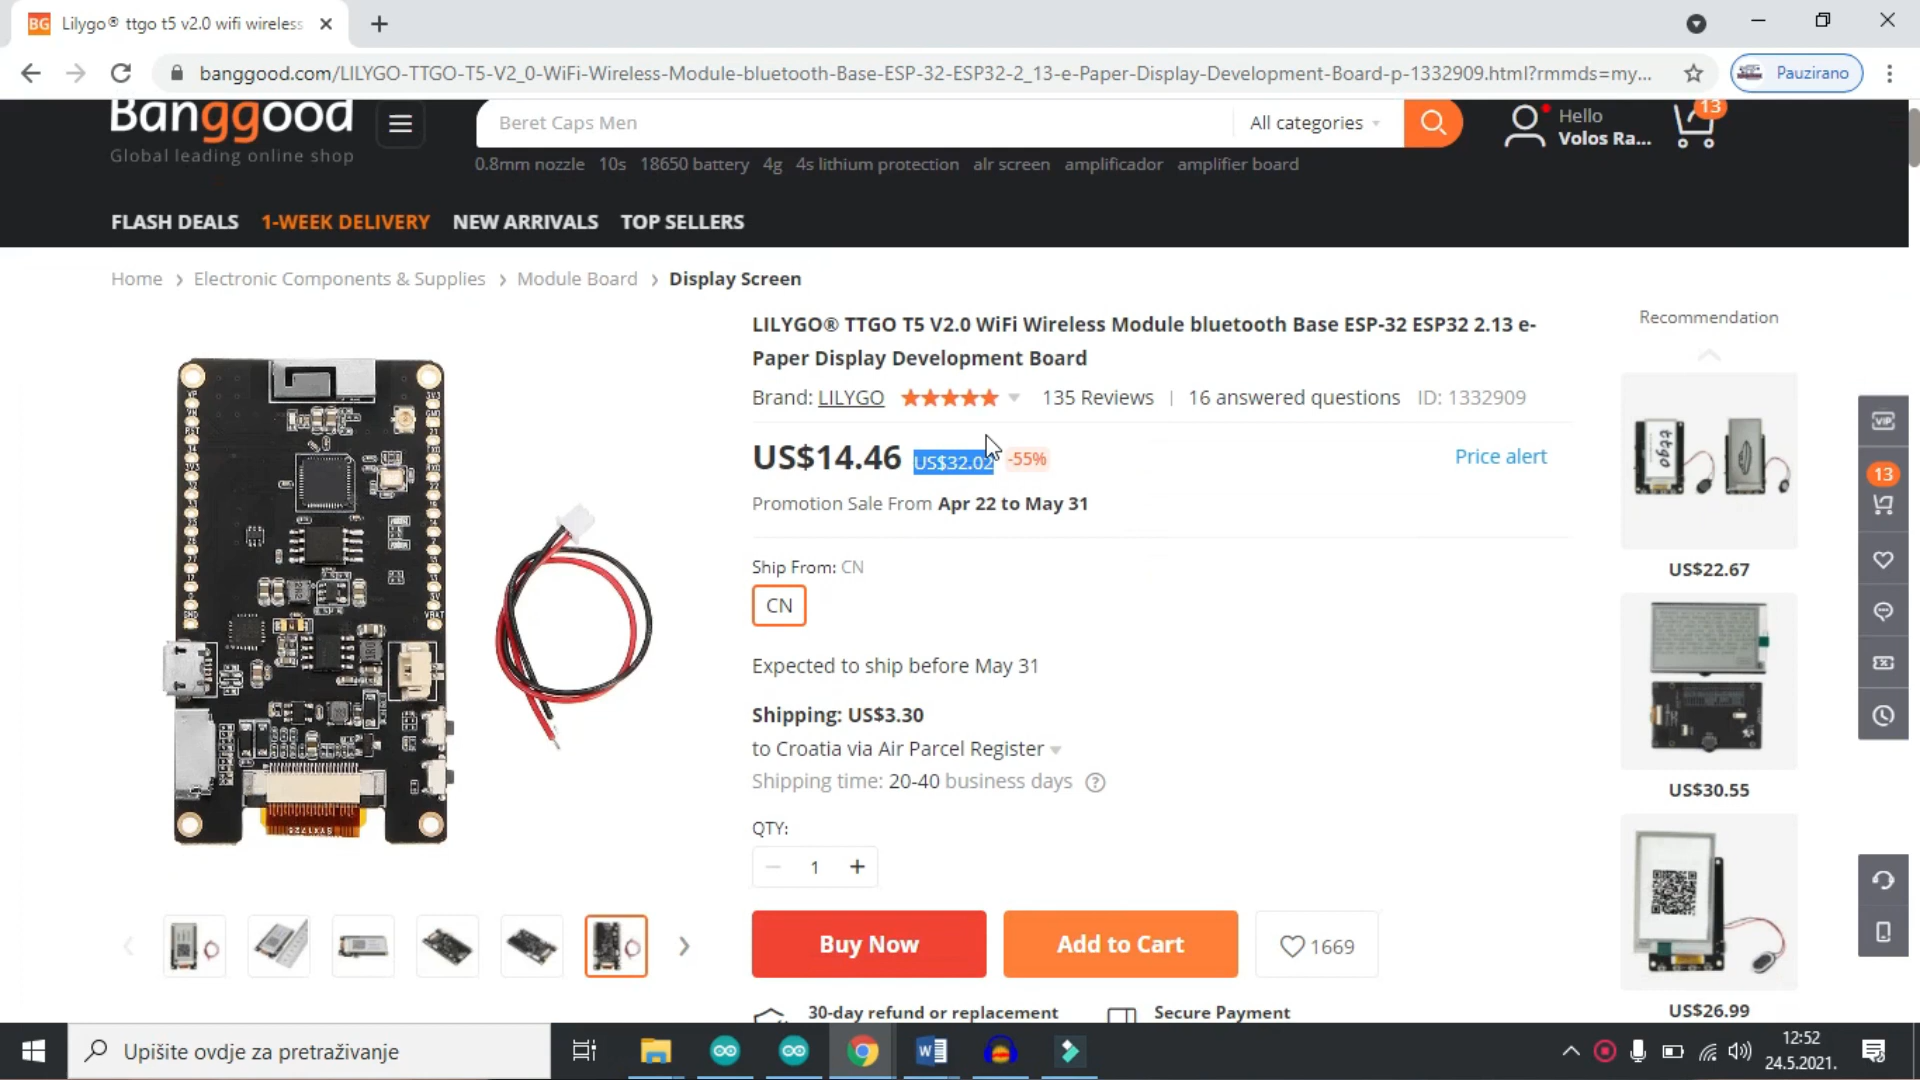 BG Lilygo® ttgo t5 v2.0 wifi wireless
banggood.com/LILYGO-TTGO-T5-V2_0-WiFi-Wireless-Module-bluetooth-Base-ESP-32-ESP32-2_13-e-Paper-Display-Development-Board-p-1332909.html?rmmds=my...
Pauzirano
Banggood
Global leading online shop
Beret Caps Men
All categories
Hello
Volos Ra...
13
0.8mm nozzle 10s 18650 battery 4g 4s lithium protection alr screen amplificador amplifier board
FLASH DEALS 1-WEEK DELIVERY NEW ARRIVALS TOP SELLERS
Home > Electronic Components & Supplies > Module Board > Display Screen
LILYGO® TTGO T5 V2.0 WiFi Wireless Module bluetooth Base ESP-32 ESP32 2.13 e-
Paper Display Development Board
Brand: LILYGO 135 Reviews | 16 answered questions ID: 1332909
US$14.46 US$32.02 -55% Price alert
Promotion Sale From Apr 22 to May 31
Ship From: CN
CN
Expected to ship before May 31
Shipping: US$3.30
to Croatia via Air Parcel Register
Shipping time: 20-40 business days ?
QTY:
− 1 +
Buy Now
Add to Cart
1669
30-day refund or replacement
Secure Payment
Recommendation
ttgo
US$22.67
US$30.55
US$26.99
VIP
13
Upišite ovdje za pretraživanje
12:52
24.5.2021.